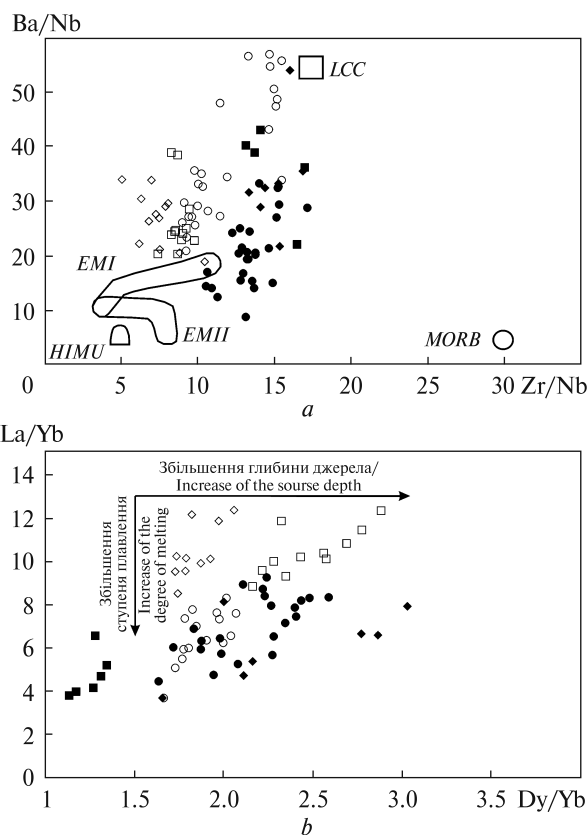 Ba/Nb
LCC
50
40
30
20
EMI
10
EMII
HIMU
MORB
0
5
10
15
20
25
30 Zr/Nb
a
La/Yb
14
Збільшення глибини джерела/
Increase of the sourse depth
12
Збільшення
ступеня плавлення
Increase of the
degree of melting
10
8
6
4
2
0
1
1.5
2.0
2.5
3.0
3.5
Dy/Yb
b